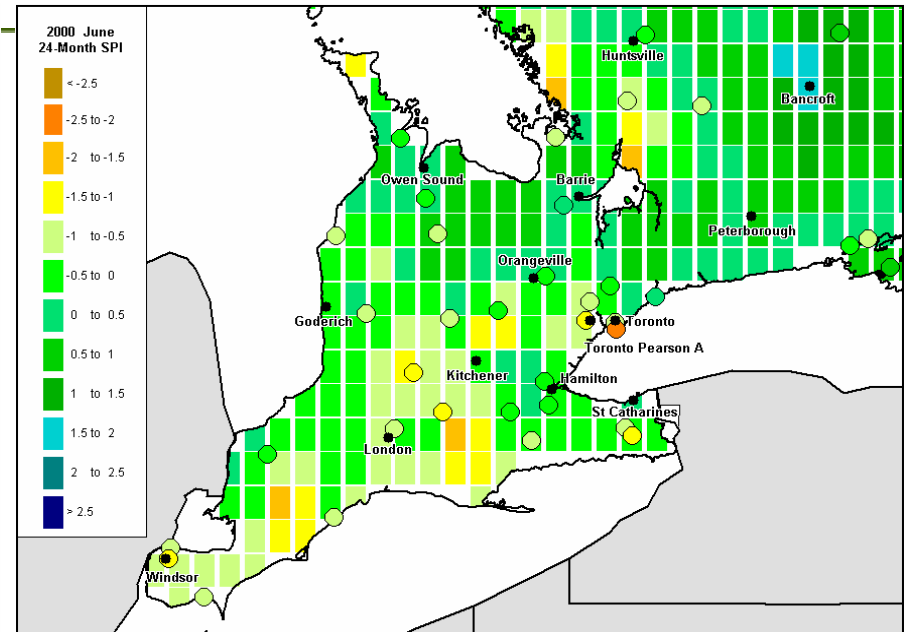 2000 June
24-Month SPI
< -2.5
-2.5 to -2
-2 to -1.5
-1.5 to -1
-1 to -0.5
-0.5 to 0
0 to 0.5
0.5 to 1
1 to 1.5
1.5 to 2
2 to 2.5
> 2.5
Huntsville
Bancroft
Owen Sound
Barrie
Peterborough
Orangeville
Goderich
Toronto
Toronto Pearson A
Kitchener
Hamilton
St Catharines
London
Windsor